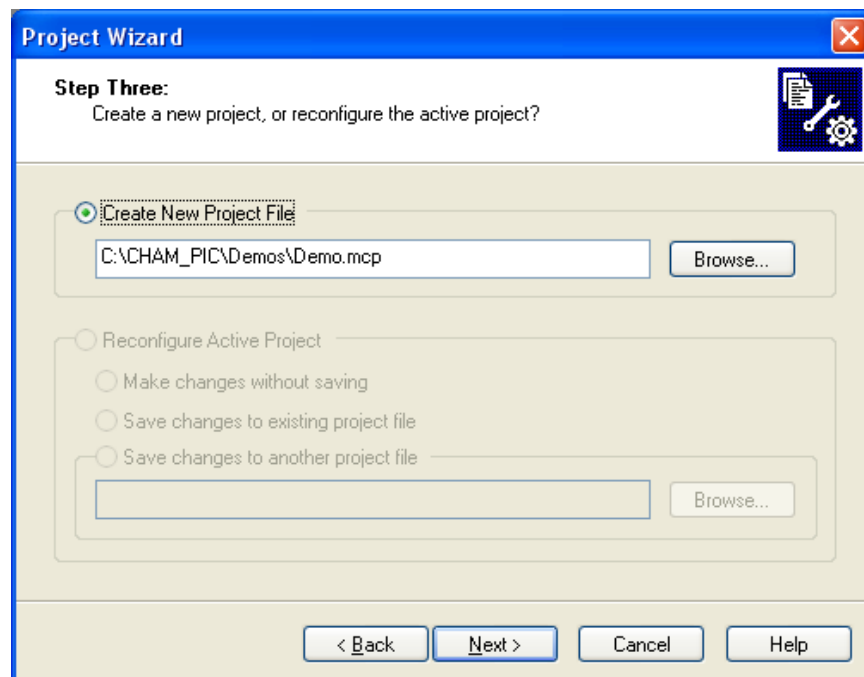 Project Wizard
Step Three:
Create a new project, or reconfigure the active project?
Create New Project File
C:\CHAM_PIC\Demos\Demo.mcp
Browse...
Reconfigure Active Project
Make changes without saving
Save changes to existing project file
Save changes to another project file
Browse...
< Back
Next >
Cancel
Help